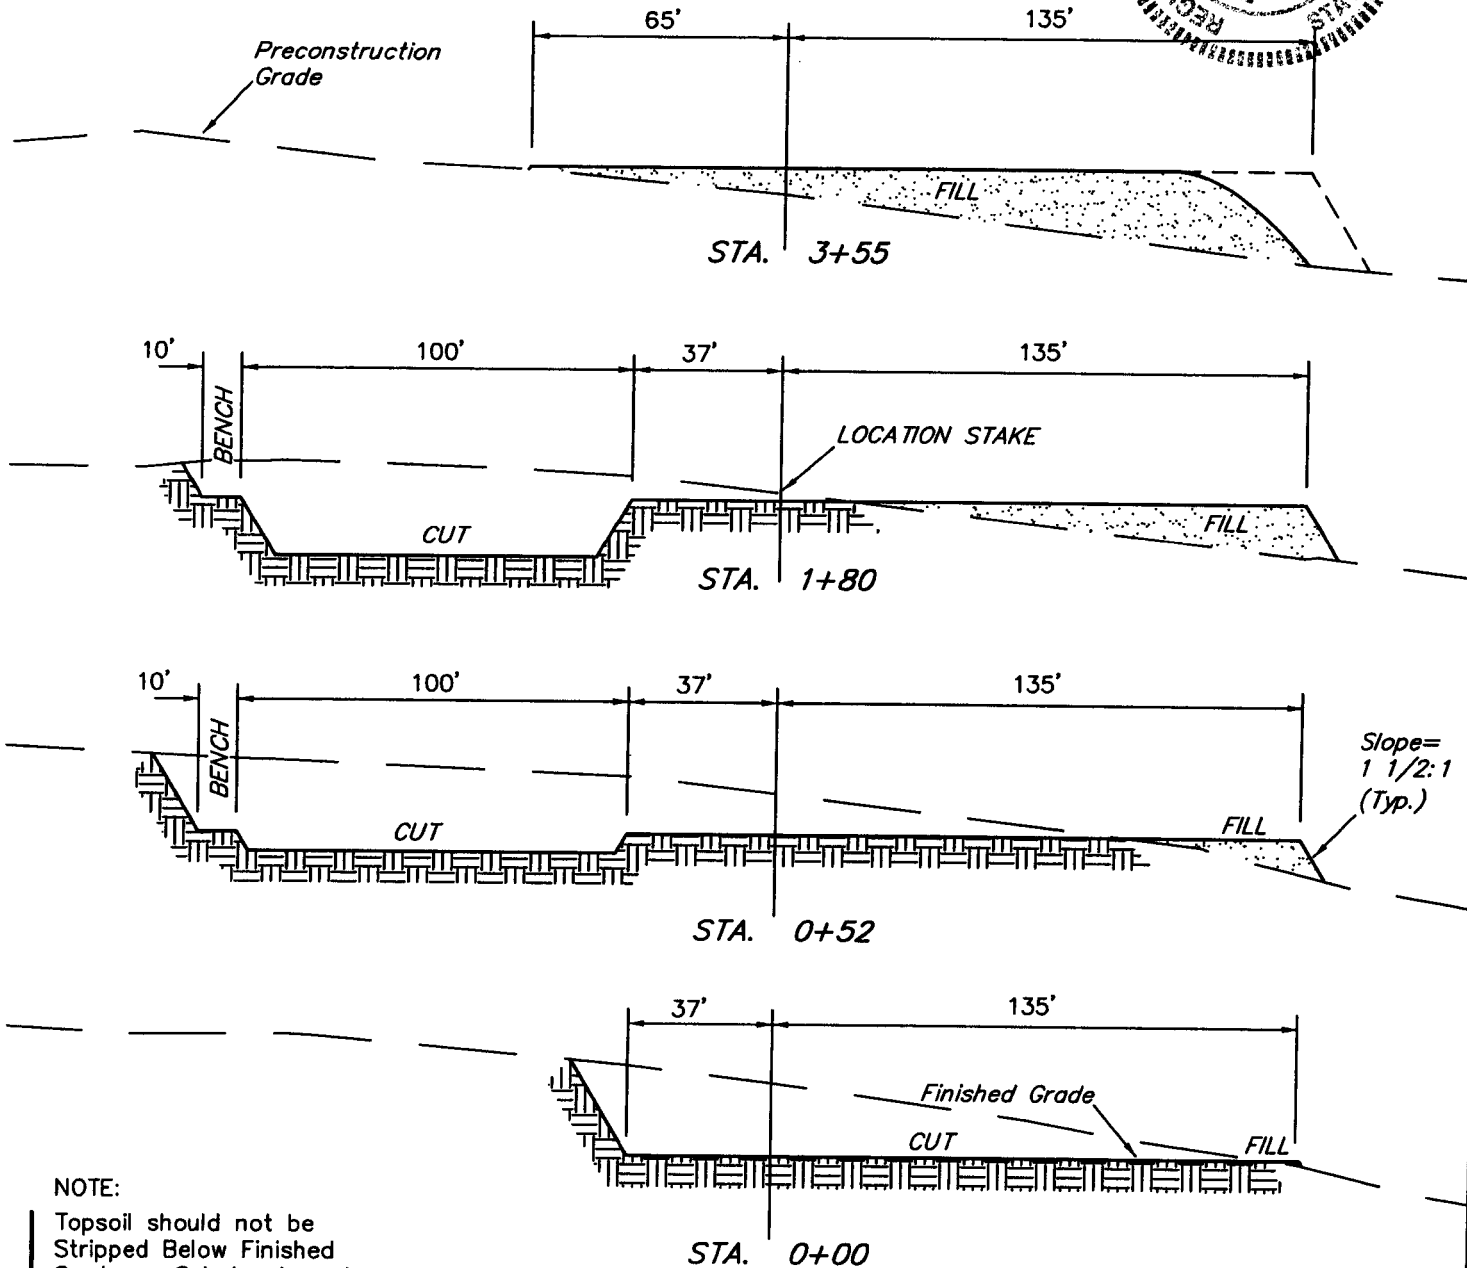 65'
135'
Preconstruction
Grade
FILL
STA. 3+55
10'
100'
37'
135'
BENCH
LOCATION STAKE
CUT
FILL
STA. 1+80
10'
100'
37'
135'
BENCH
Slope=
1 1/2:1
(Typ.)
CUT
FILL
STA. 0+52
37'
135'
Finished Grade
CUT
FILL
NOTE:
Topsoil should not be
Stripped Below Finished
STA. 0+00